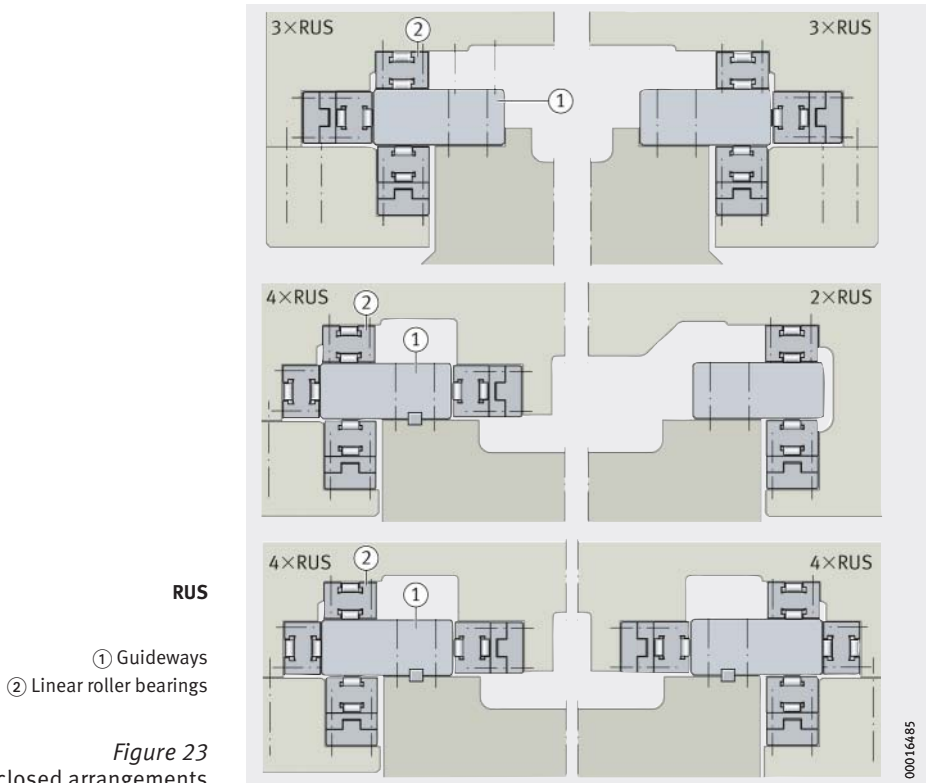 3×RUS
②
3×RUS
①
4×RUS
②
2×RUS
①
4×RUS
②
4×RUS
①
RUS
① Guideways
② Linear roller bearings
Figure 23
closed arrangements
00016485